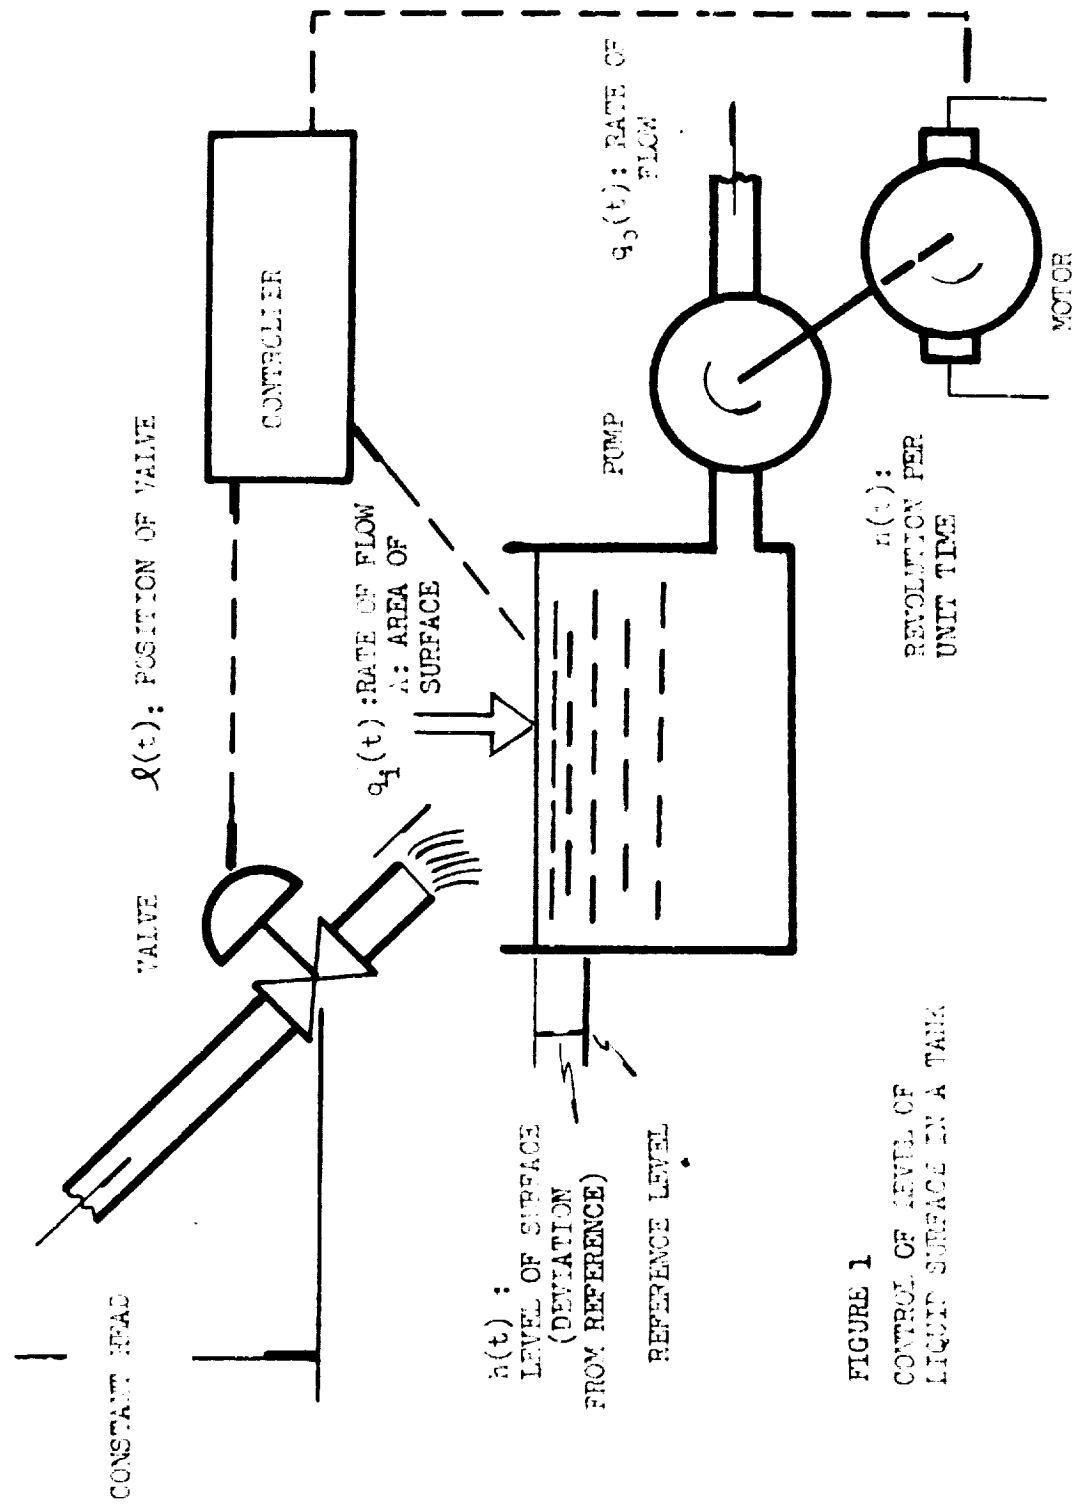 CONSTANT HEAD
VALVE
ℓ(t): POSITION OF VALVE
CONTROLLER
qi(t) :RATE OF FLOW
A: AREA OF
SURFACE
h(t) :
LEVEL OF SURFACE
(DEVIATION
FROM REFERENCE)
REFERENCE LEVEL
PUMP
qo(t): RATE OF
FLOW
n(t):
REVOLUTION PER
UNIT TIME
MOTOR
FIGURE 1
CONTROL OF LEVEL OF
LIQUID SURFACE IN A TANK